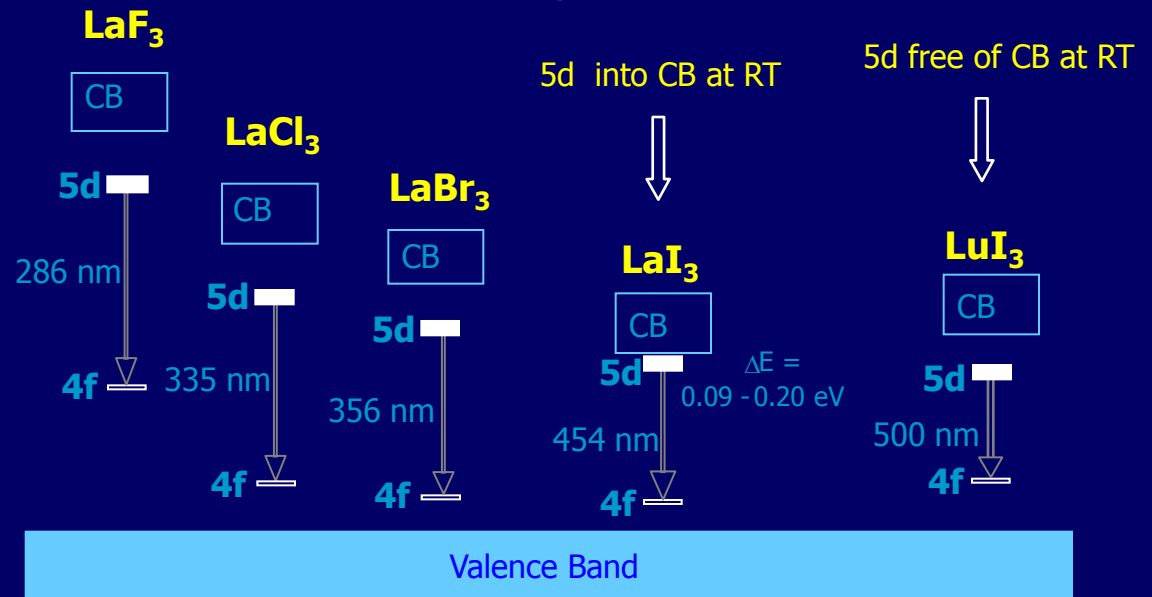 LaF₃
CB
5d
286 nm
4f
LaCl₃
CB
5d
335 nm
4f
LaBr₃
CB
5d
356 nm
4f
5d into CB at RT
LaI₃
CB
5d
ΔE =
0.09 - 0.20 eV
454 nm
4f
5d free of CB at RT
LuI₃
CB
5d
500 nm
4f
Valence Band